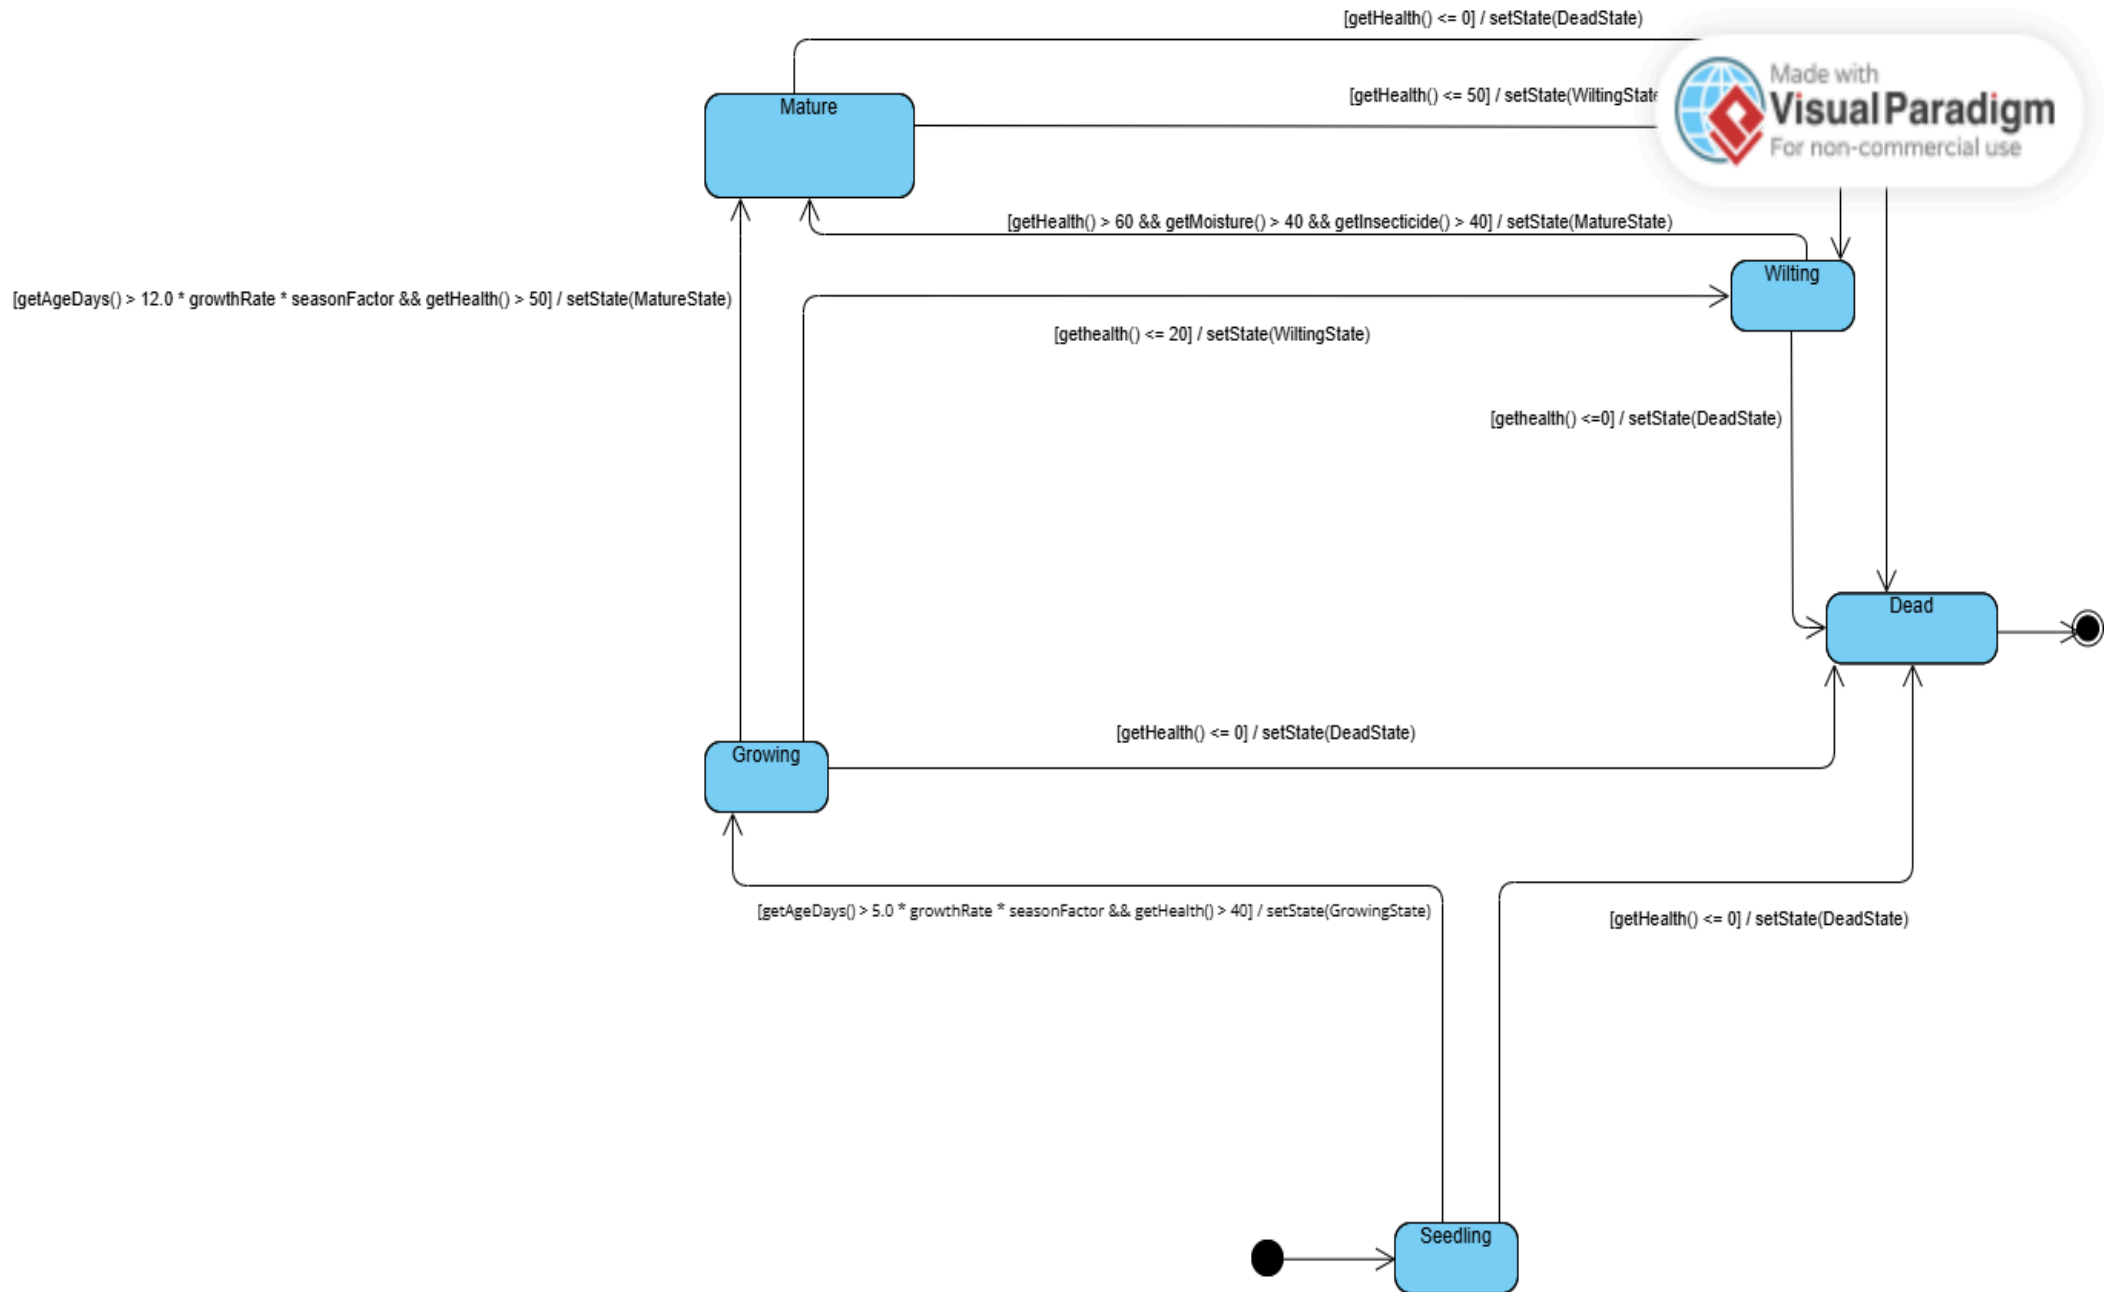 [getHealth() <= 0] / setState(DeadState)
Made with
Visual Paradigm
For non-commercial use
[getHealth() <= 50] / setState(WiltingState
Mature
[getHealth() > 60 && getMoisture() > 40 && getInsecticide() > 40] / setState(MatureState)
Wilting
[getAgeDays() > 12.0 * growthRate * seasonFactor && getHealth() > 50] / setState(MatureState)
[gethealth() <= 20] / setState(WiltingState)
[gethealth() <=0] / setState(DeadState)
Dead
[getHealth() <= 0] / setState(DeadState)
Growing
[getAgeDays() > 5.0 * growthRate * seasonFactor && getHealth() > 40] / setState(GrowingState)
[getHealth() <= 0] / setState(DeadState)
Seedling